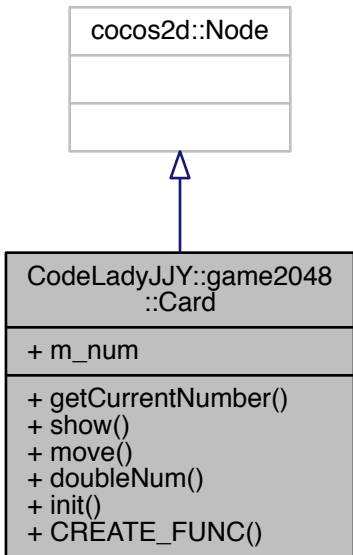 cocos2d::Node
CodeLadyJJY::game2048
::Card
+ m_num
+ getCurrentNumber()
+ show()
+ move()
+ doubleNum()
+ init()
+ CREATE_FUNC()